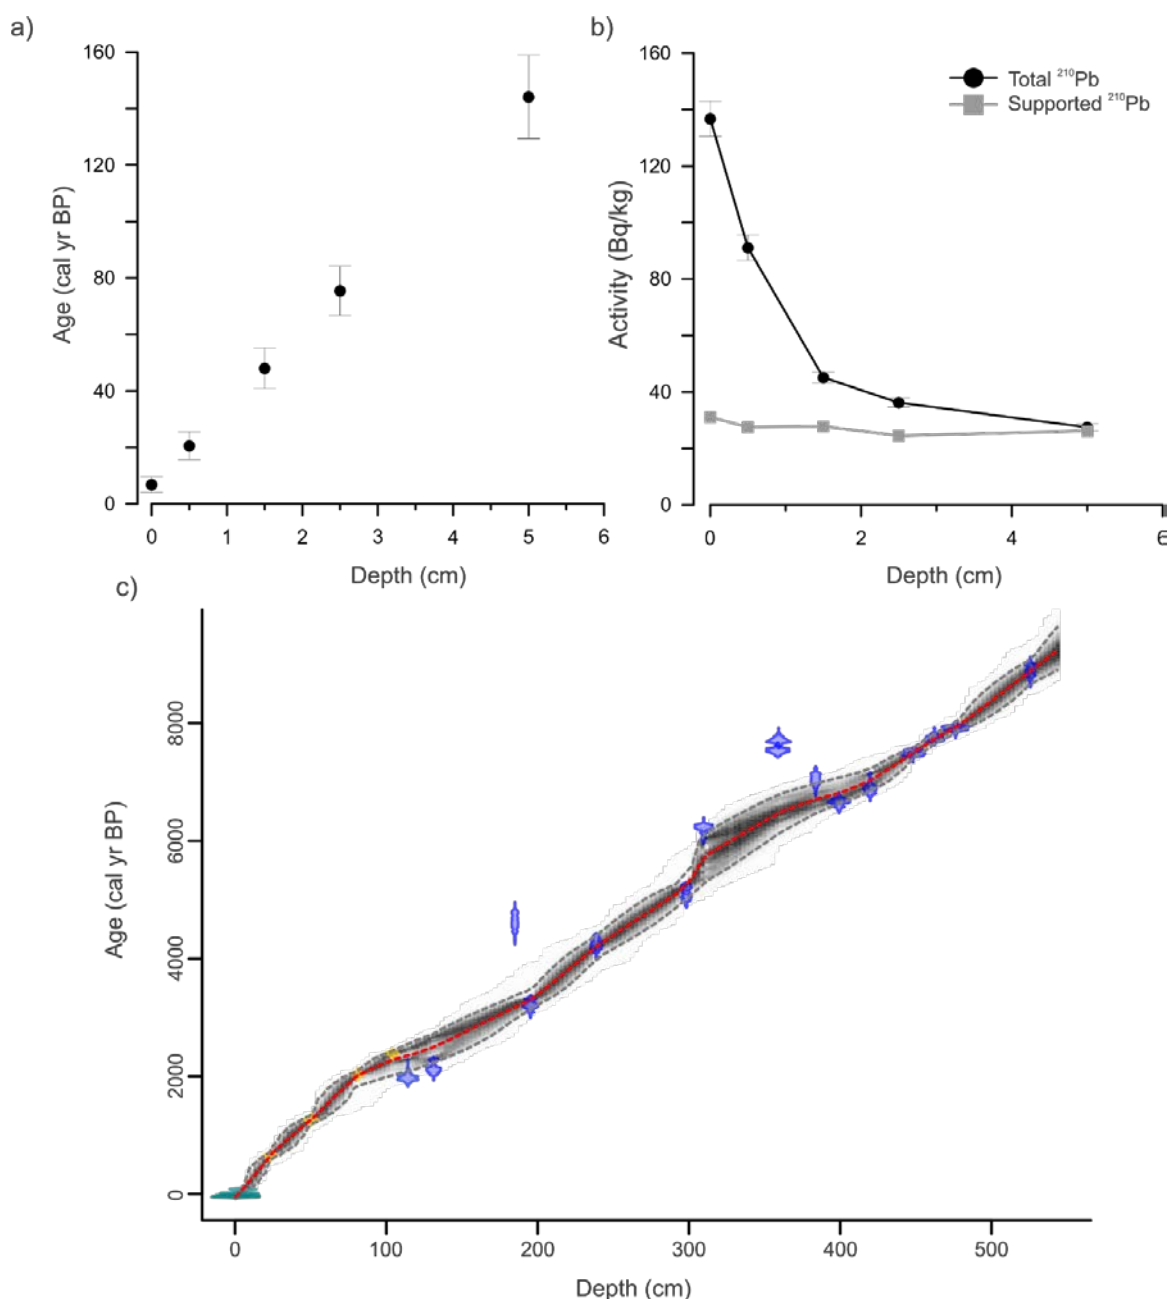 a)
160
120
80
40
0
Age (cal yr BP)
0 1 2 3 4 5 6
Depth (cm)
b)
160
120
80
40
0
Activity (Bq/kg)
Total ²¹⁰Pb
Supported ²¹⁰Pb
0 2 4 6
Depth (cm)
c)
8000
6000
4000
2000
0
Age (cal yr BP)
0 100 200 300 400 500
Depth (cm)